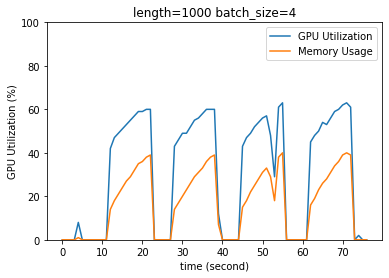 length=1000 batch_size=4
GPU Utilization
Memory Usage
GPU Utilization (%)
100
80
60
40
20
0
0 10 20 30 40 50 60 70
time (second)